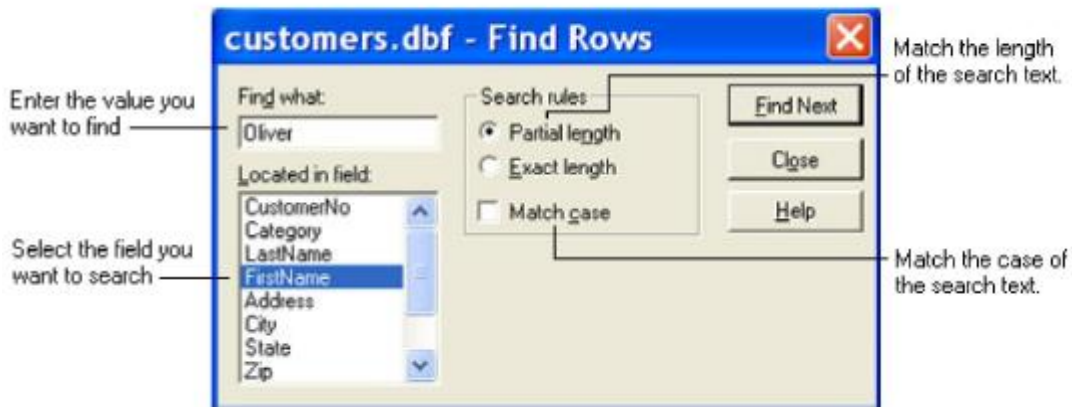 customers.dbf - Find Rows
Match the length
of the search text.
Enter the value you
want to find
Find what:
Oliver
Search rules
Partial length
Exact length
Match case
Find Next
Close
Help
Located in field:
CustomerNo
Category
LastName
FirstName
Address
City
State
Zip
Select the field you
want to search
Match the case of
the search text.